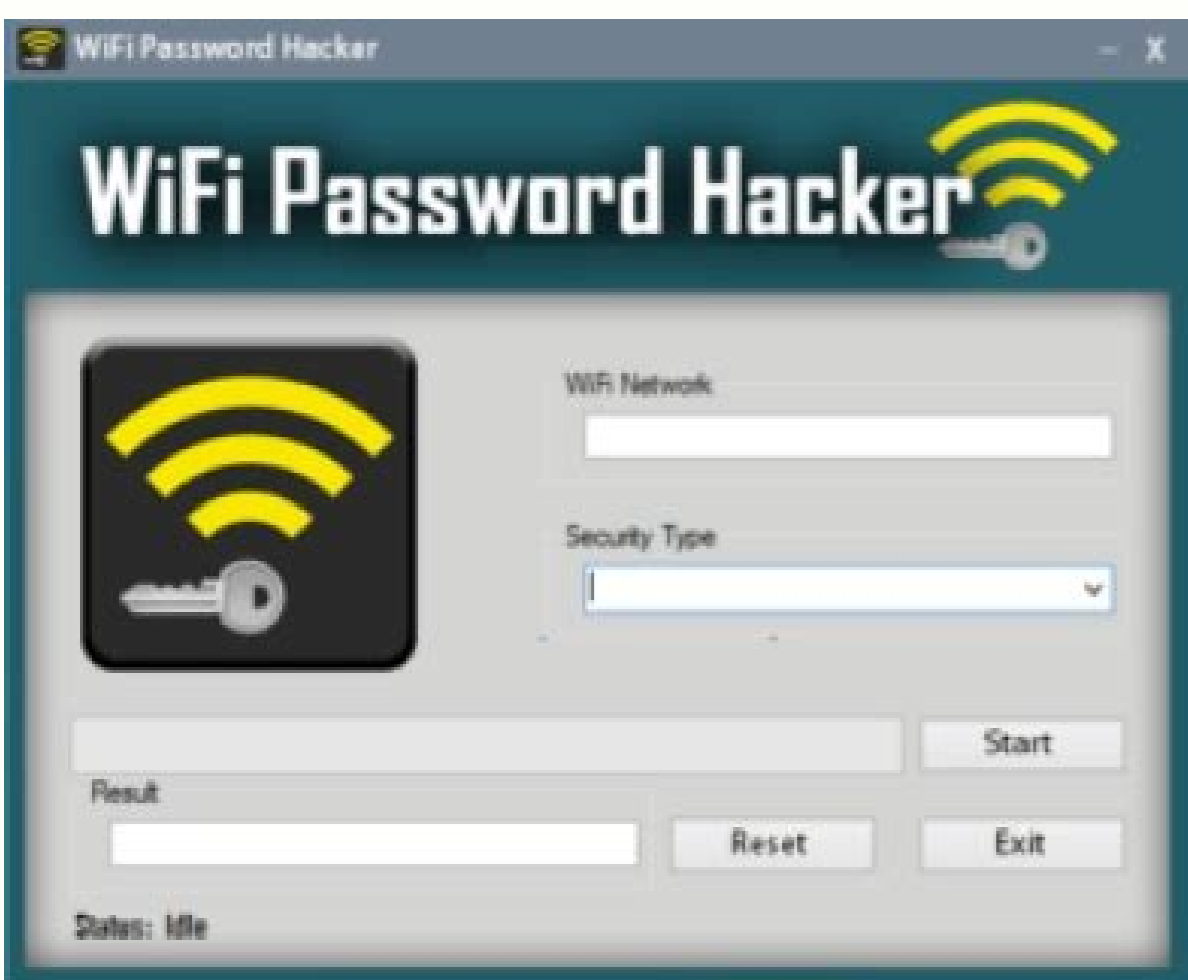 WiFi Password Hacker
WiFi Password Hacker
WiFi Network
Security Type
Start
Result
Reset
Exit
Status: Idle